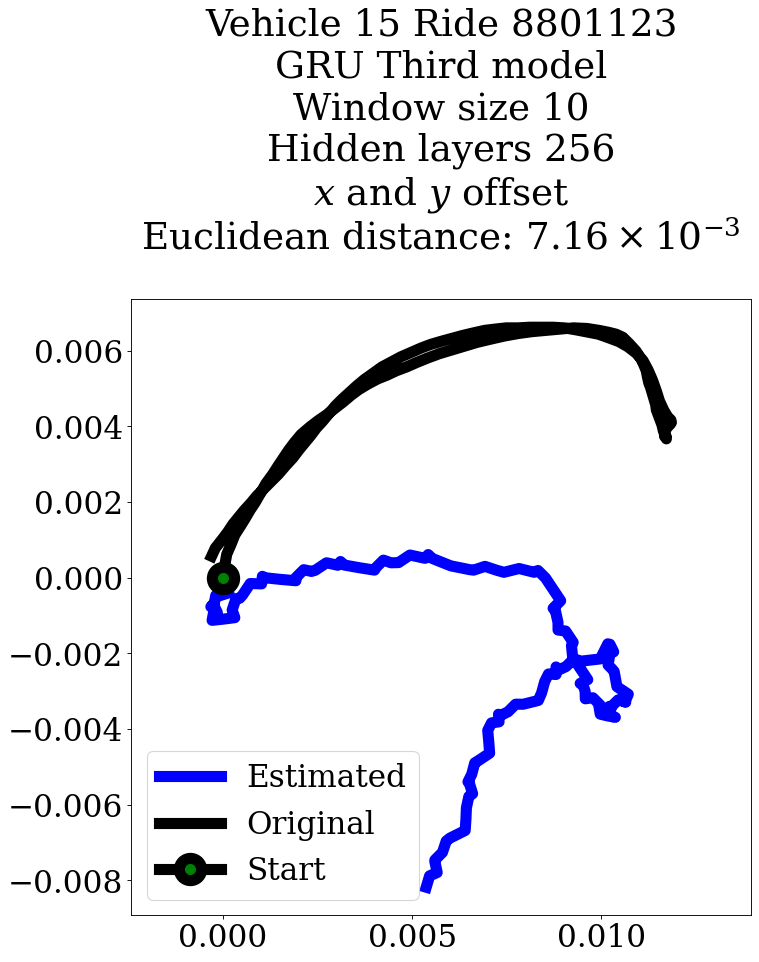 Vehicle 15 Ride 8801123
GRU Third model
Window size 10
Hidden layers 256
x and y offset
Euclidean distance: 7.16 × 10⁻³
0.006
0.004
0.002
0.000
−0.002
−0.004
−0.006
−0.008
Estimated
Original
Start
0.000 0.005 0.010